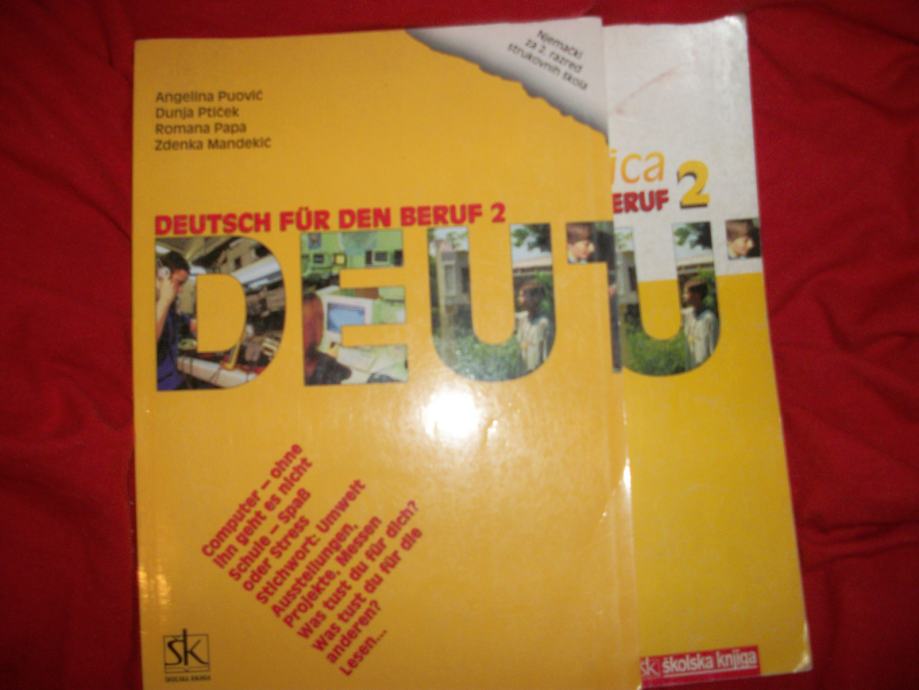 Njemački
za 2. razred
strukovnih škola
Angelina Puović
Dunja Ptiček
Romana Papa
Zdenka Mandekić
DEUTSCH FÜR DEN BERUF 2
DEUT
Computer – ohne
ihn geht es nicht
Schule – Spaß
oder Stress
Stichwort: Umwelt
Ausstellungen,
Projekte, Messen
Was tust du für dich?
Was tust du für die
anderen?
Lesen...
šk
ŠKOLSKA KNJIGA
ica
ERUF 2
U
šk školska knjiga